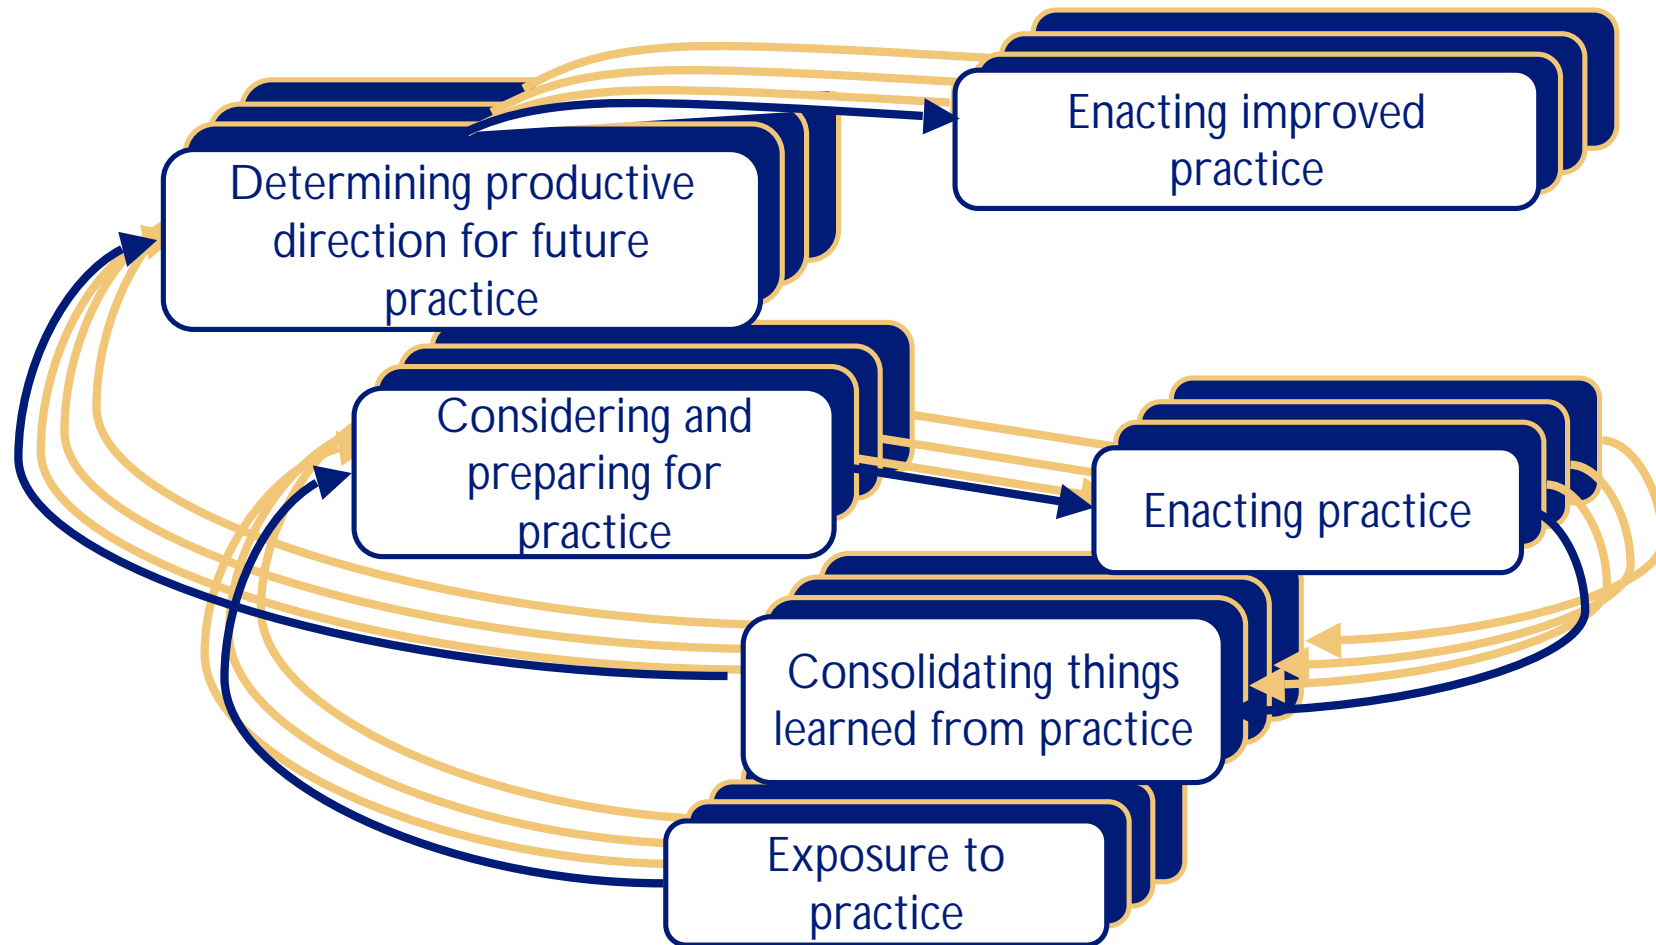 Enacting improved
practice
Determining productive
direction for future
practice
Considering and
preparing for
practice
Enacting practice
Consolidating things
learned from practice
Exposure to
practice